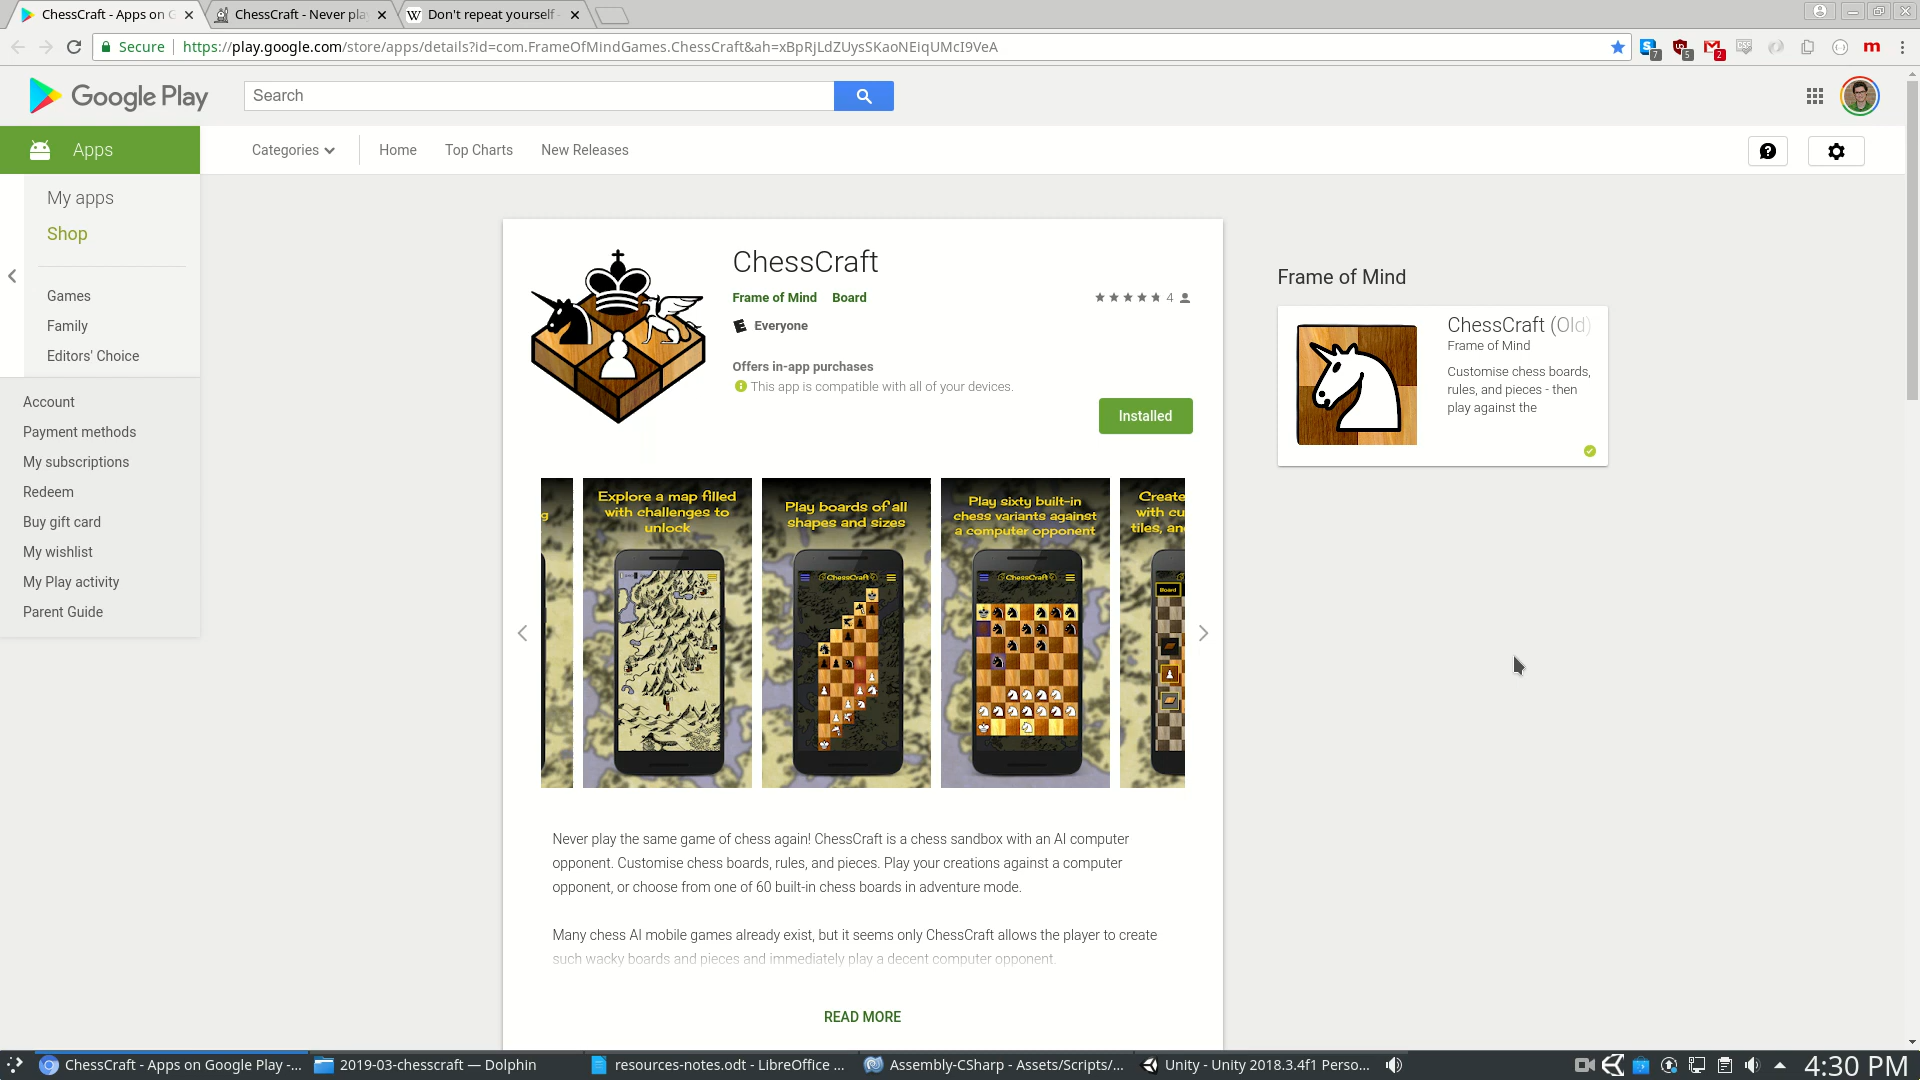 ChessCraft - Apps on G
ChessCraft - Never pla
W Don't repeat yourself -
Secure
https://play.google.com/store/apps/details?id=com.FrameOfMindGames.ChessCraft&ah=xBpRjLdZUysSKaoNEiqUMcI9VeA
7
5
2
Google Play
Search
Apps
Categories
Home
Top Charts
New Releases
My apps
Shop
Games
Family
Editors' Choice
Account
Payment methods
My subscriptions
Redeem
Buy gift card
My wishlist
My Play activity
Parent Guide
ChessCraft
Frame of Mind Board
4
Everyone
Offers in-app purchases
This app is compatible with all of your devices.
Installed
Frame of Mind
ChessCraft (Old)
Frame of Mind
Customise chess boards,
rules, and pieces - then
play against the
g
Explore a map filled
with challenges to
unlock
Play boards of all
shapes and sizes
ChessCraft
Play sixty built-in
chess variants against
a computer opponent
ChessCraft
Create
with cu
tiles, an
Board
Never play the same game of chess again! ChessCraft is a chess sandbox with an AI computer
opponent. Customise chess boards, rules, and pieces. Play your creations against a computer
opponent, or choose from one of 60 built-in chess boards in adventure mode.
Many chess AI mobile games already exist, but it seems only ChessCraft allows the player to create
such wacky boards and pieces and immediately play a decent computer opponent.
READ MORE
ChessCraft - Apps on Google Play -...
2019-03-chesscraft — Dolphin
resources-notes.odt - LibreOffice ...
Assembly-CSharp - Assets/Scripts/...
Unity - Unity 2018.3.4f1 Perso...
4:30 PM